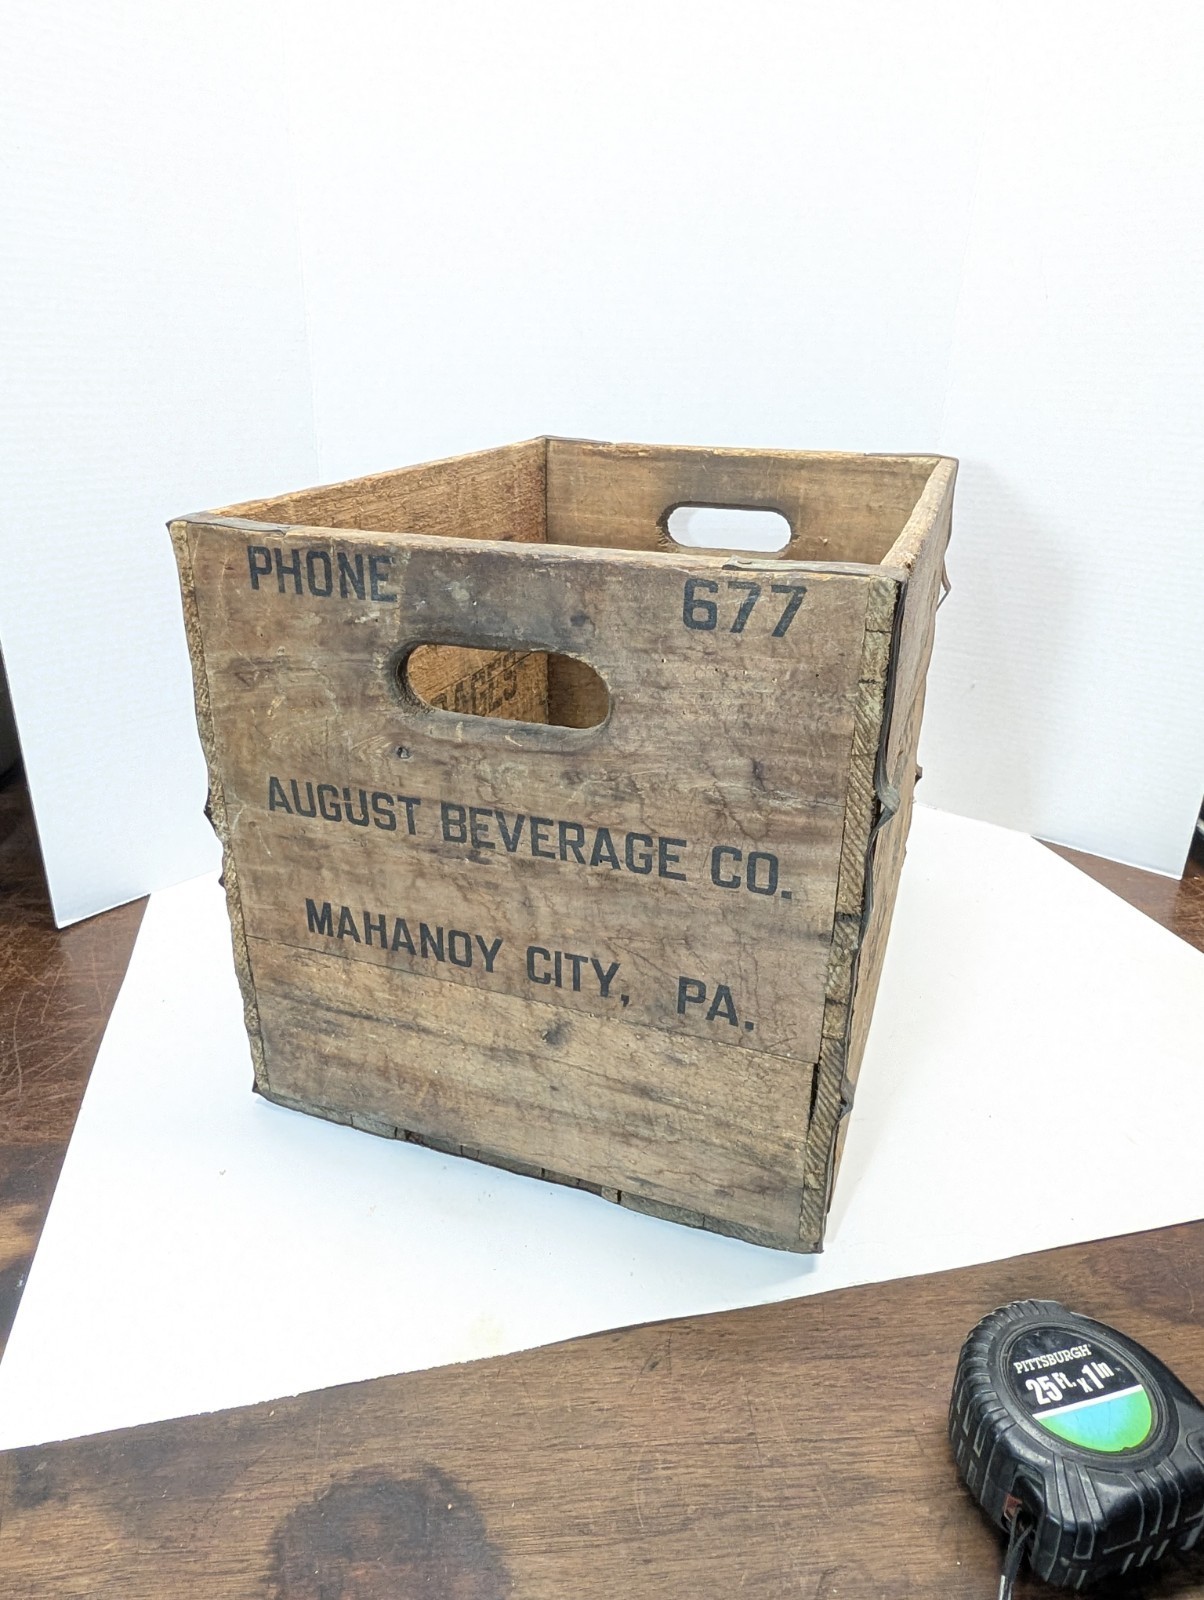 PHONE 677
AUGUST BEVERAGE CO.
MAHANOY CITY, PA.
PITTSBURGH
25 Ft. x 1 In